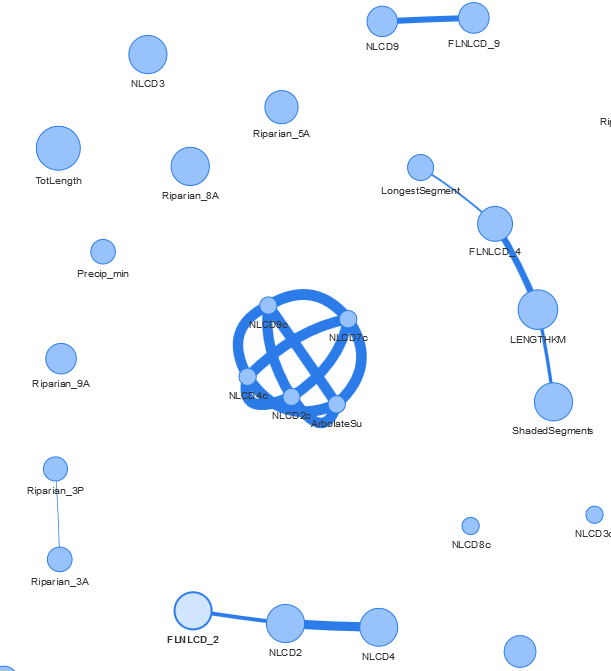 NLCD9
FLNLCD_9
NLCD3
Riparian_5A
TotLength
Riparian_8A
LongestSegment
FLNLCD_4
Precip_min
NLCD9c
NLCD7c
LENGTHKM
Riparian_9A
NLCD4c
NLCD2c
ArbolateSu
ShadedSegments
Riparian_3P
NLCD8c
Riparian_3A
FLNLCD_2
NLCD2
NLCD4